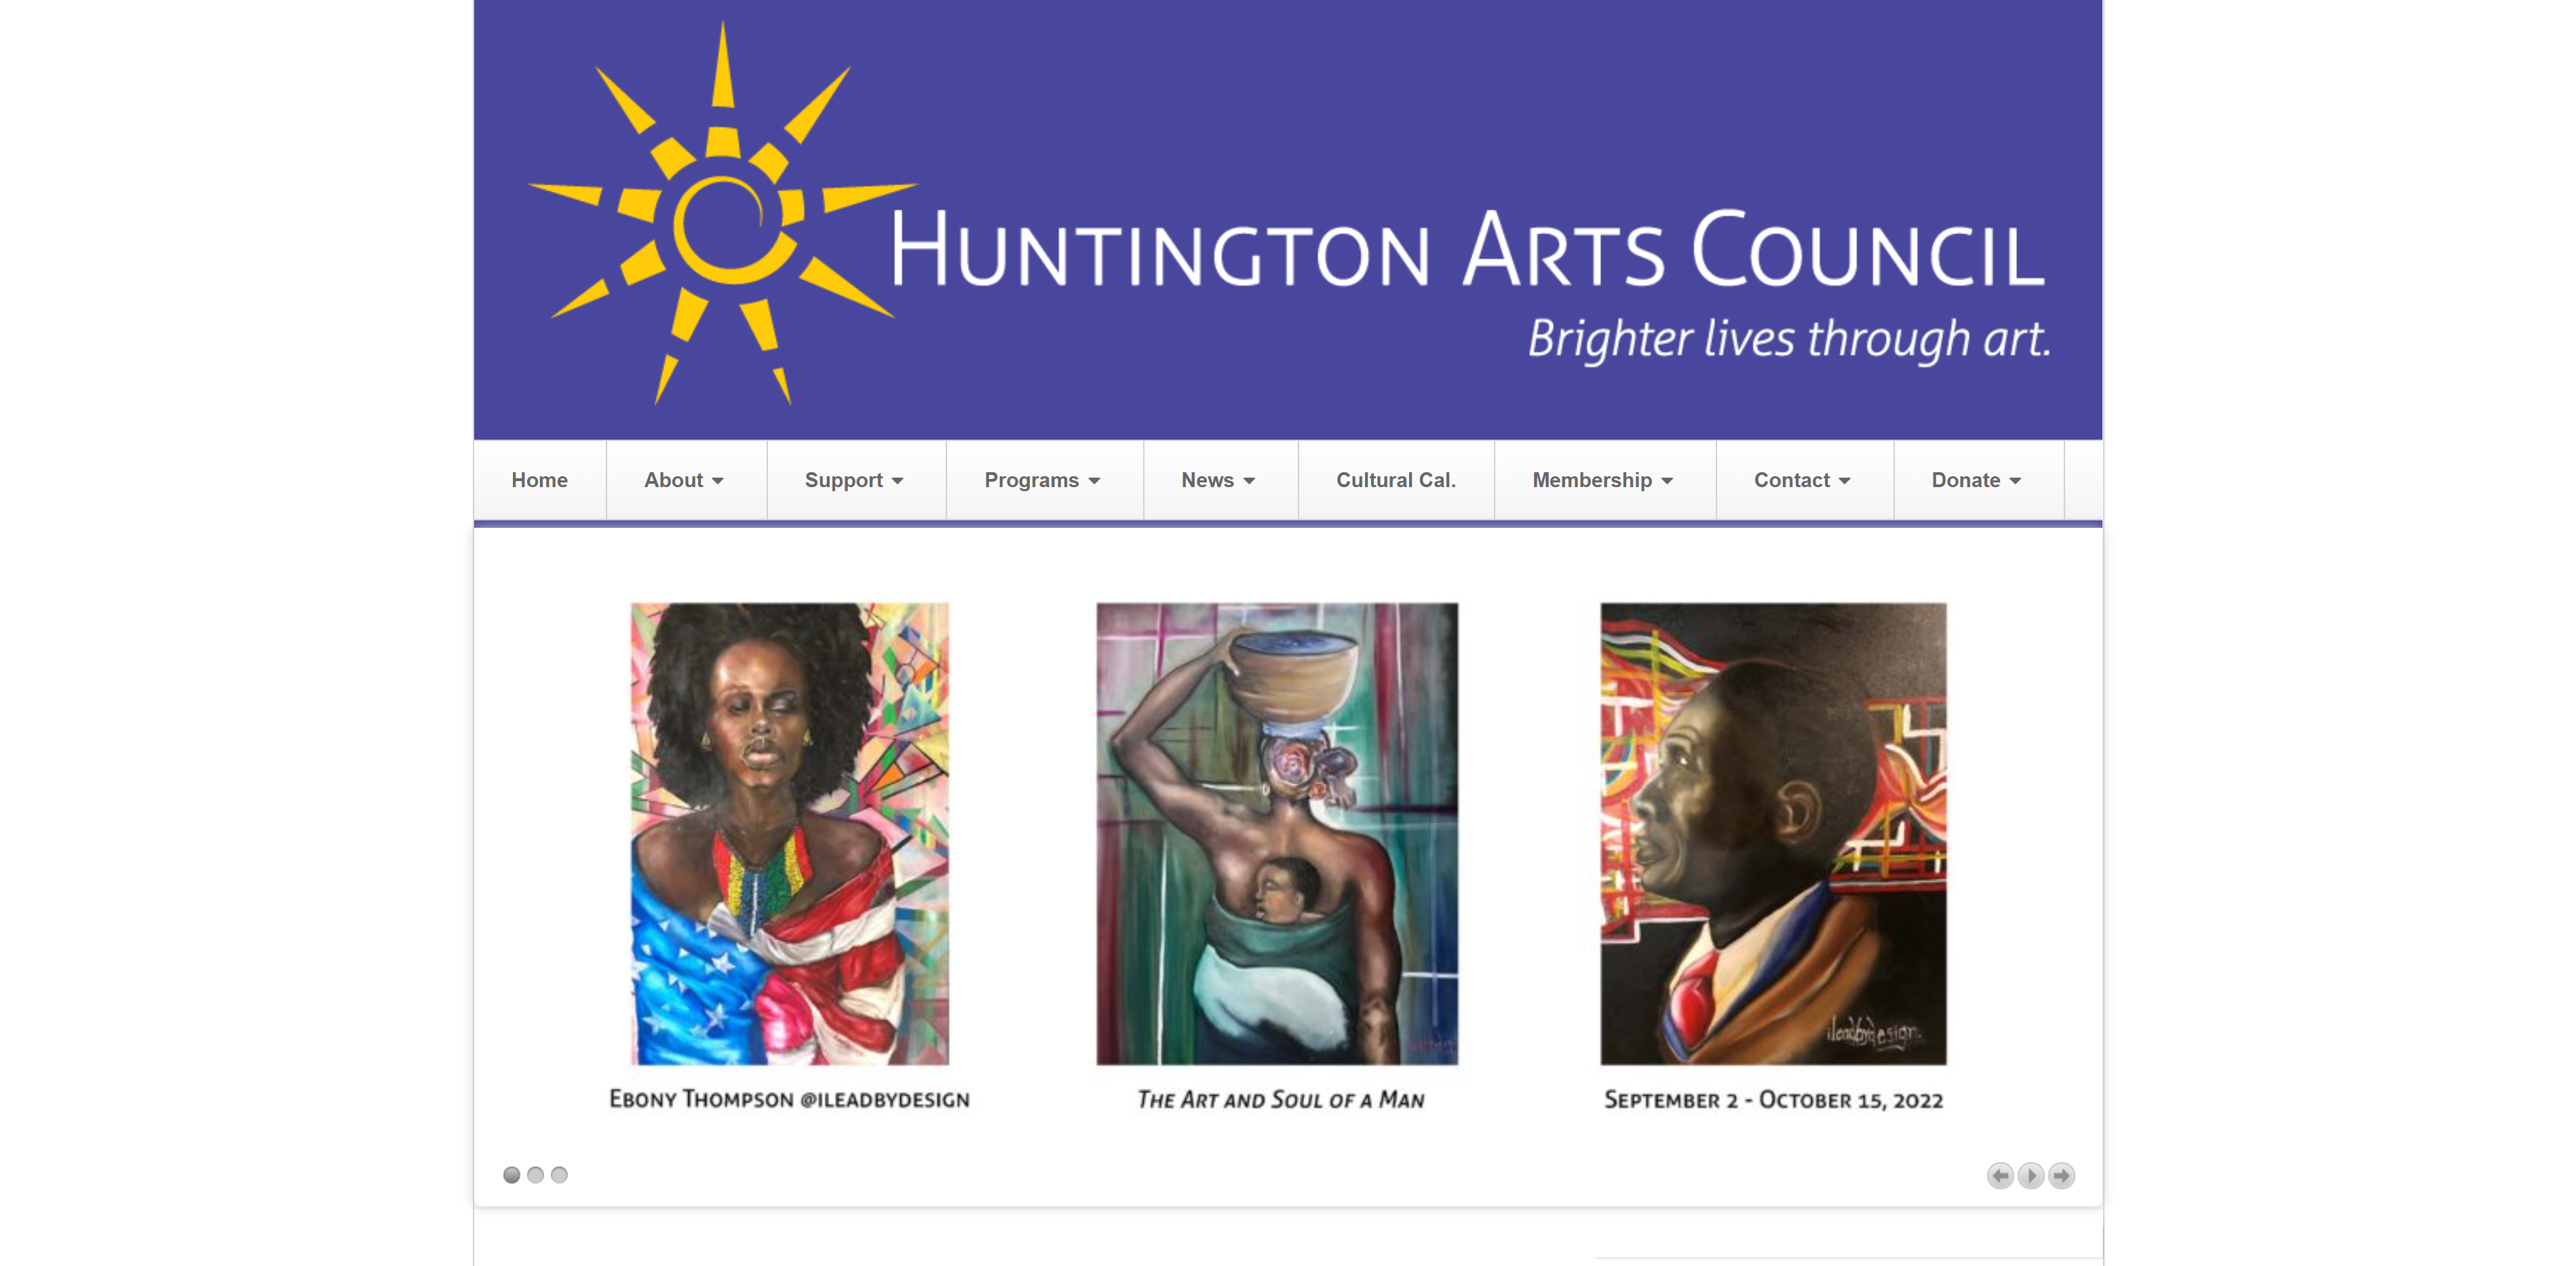 HUNTINGTON ARTS COUNCIL
Brighter lives through art.
Home About Support Programs News Cultural Cal. Membership Contact Donate
ileadbydesign
EBONY THOMPSON @ILEADBYDESIGN
THE ART AND SOUL OF A MAN
SEPTEMBER 2 - OCTOBER 15, 2022